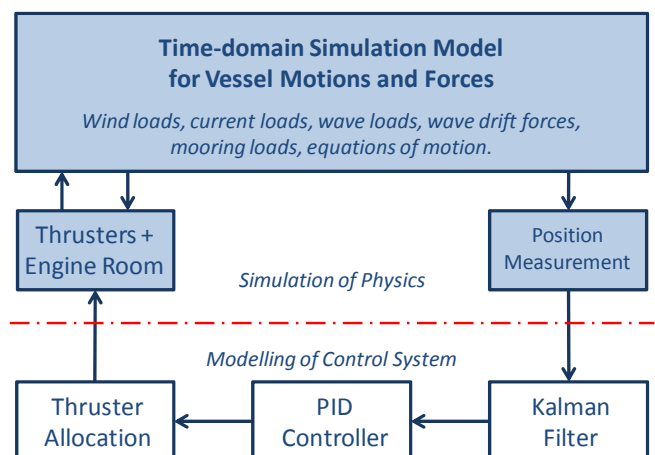 Time-domain Simulation Model
for Vessel Motions and Forces
Wind loads, current loads, wave loads, wave drift forces,
mooring loads, equations of motion.
Thrusters +
Engine Room
Position
Measurement
Simulation of Physics
Modelling of Control System
Thruster
Allocation
PID
Controller
Kalman
Filter